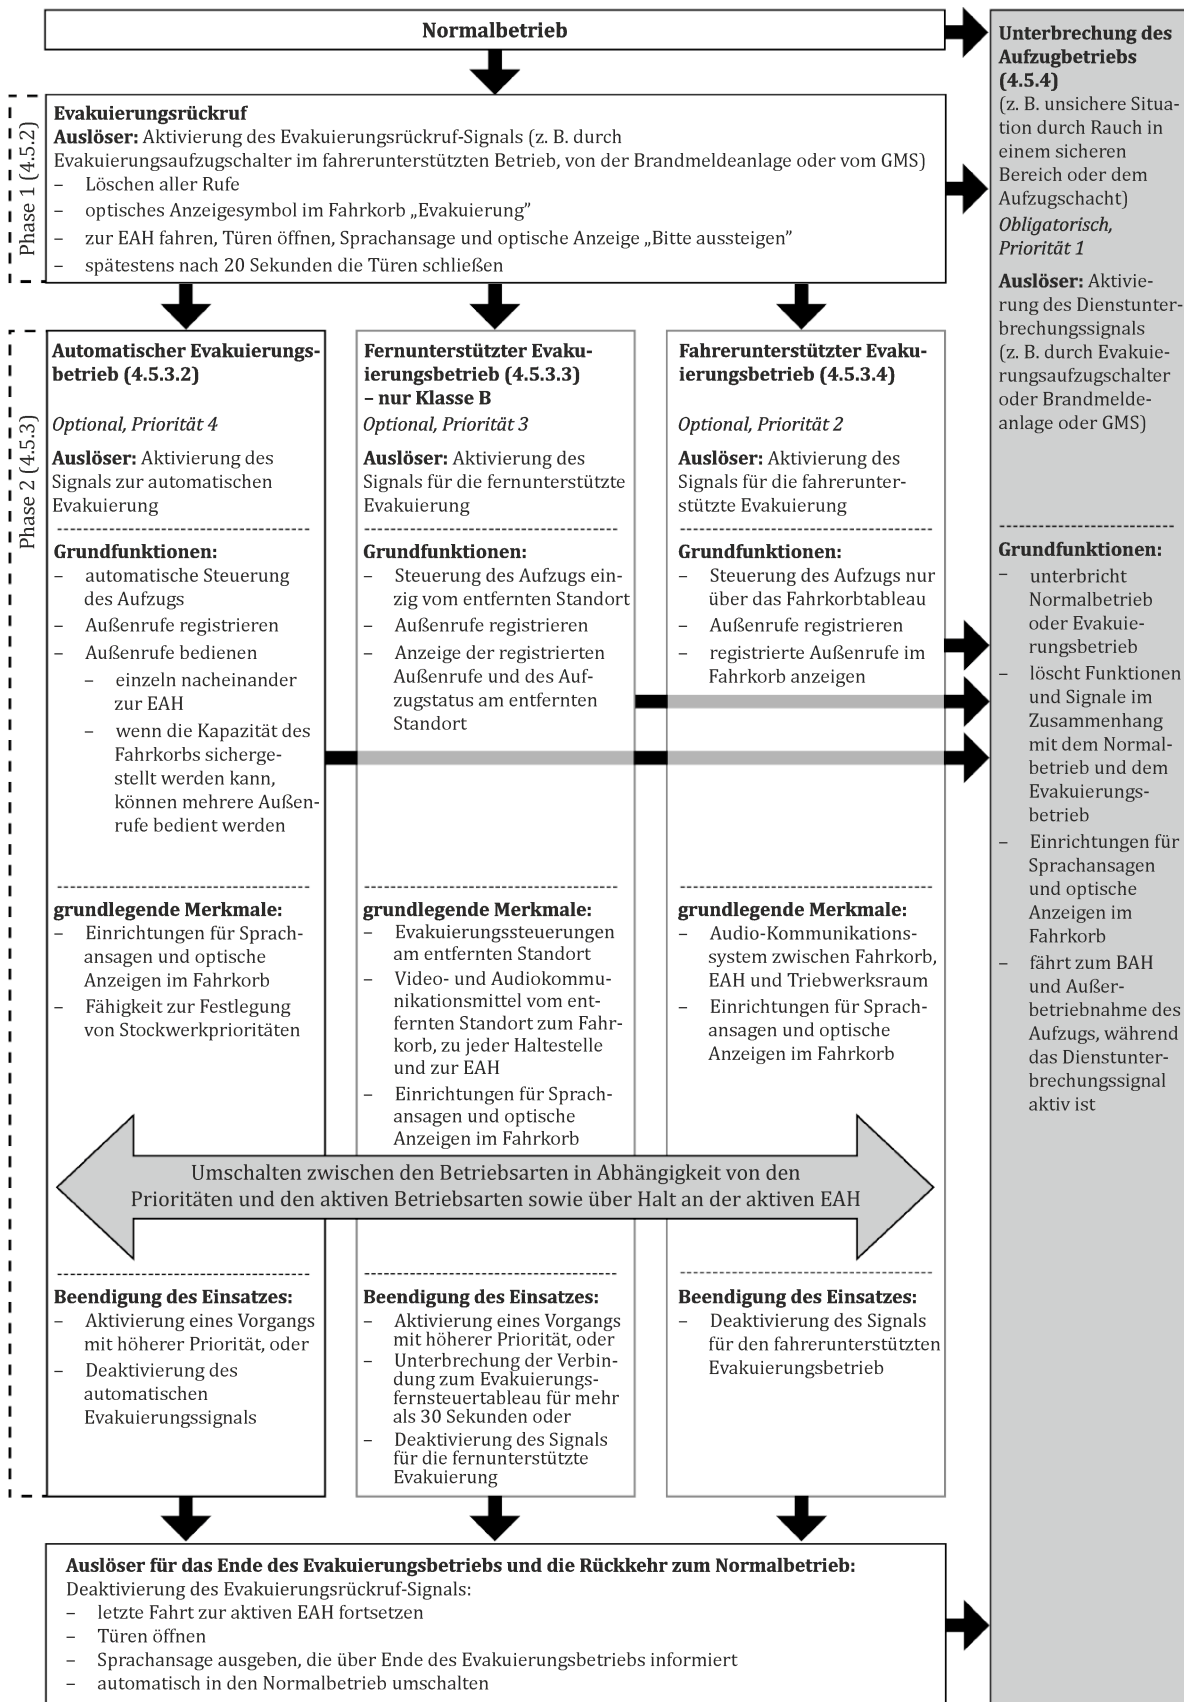 Normalbetrieb
Phase 1 (4.5.2)
Evakuierungsrückruf
Auslöser: Aktivierung des Evakuierungsrückruf-Signals (z. B. durch
Evakuierungsaufzugschalter im fahrerunterstützten Betrieb, von der Brandmeldeanlage oder vom GMS)
– Löschen aller Rufe
– optisches Anzeigesymbol im Fahrkorb „Evakuierung”
– zur EAH fahren, Türen öffnen, Sprachansage und optische Anzeige „Bitte aussteigen”
– spätestens nach 20 Sekunden die Türen schließen
Phase 2 (4.5.3)
Automatischer Evakuierungs-
betrieb (4.5.3.2)
Optional, Priorität 4
Auslöser: Aktivierung des
Signals zur automatischen
Evakuierung
Grundfunktionen:
– automatische Steuerung
des Aufzugs
– Außenrufe registrieren
– Außenrufe bedienen
– einzeln nacheinander
zur EAH
– wenn die Kapazität des
Fahrkorbs sicherge-
stellt werden kann,
können mehrere Außen-
rufe bedient werden
grundlegende Merkmale:
– Einrichtungen für Sprach-
ansagen und optische
Anzeigen im Fahrkorb
– Fähigkeit zur Festlegung
von Stockwerkprioritäten
Fernunterstützter Evaku-
ierungsbetrieb (4.5.3.3)
– nur Klasse B
Optional, Priorität 3
Auslöser: Aktivierung des
Signals für die fernunterstützte
Evakuierung
Grundfunktionen:
– Steuerung des Aufzugs ein-
zig vom entfernten Standort
– Außenrufe registrieren
– Anzeige der registrierten
Außenrufe und des Auf-
zugstatus am entfernten
Standort
grundlegende Merkmale:
– Evakuierungssteuerungen
am entfernten Standort
– Video- und Audiokommu-
nikationsmittel vom ent-
fernten Standort zum Fahr-
korb, zu jeder Haltestelle
und zur EAH
– Einrichtungen für Sprach-
ansagen und optische
Anzeigen im Fahrkorb
Fahrerunterstützter Evaku-
ierungsbetrieb (4.5.3.4)
Optional, Priorität 2
Auslöser: Aktivierung des
Signals für die fahrerunter-
stützte Evakuierung
Grundfunktionen:
– Steuerung des Aufzugs nur
über das Fahrkorbtableau
– Außenrufe registrieren
– registrierte Außenrufe im
Fahrkorb anzeigen
grundlegende Merkmale:
– Audio-Kommunikations-
system zwischen Fahrkorb,
EAH und Triebwerksraum
– Einrichtungen für Sprach-
ansagen und optische
Anzeigen im Fahrkorb
Umschalten zwischen den Betriebsarten in Abhängigkeit von den
Prioritäten und den aktiven Betriebsarten sowie über Halt an der aktiven EAH
Beendigung des Einsatzes:
– Aktivierung eines Vorgangs
mit höherer Priorität, oder
– Deaktivierung des
automatischen
Evakuierungssignals
Beendigung des Einsatzes:
– Aktivierung eines Vorgangs
mit höherer Priorität, oder
– Unterbrechung der Verbin-
dung zum Evakuierungs-
fernsteuertableau für mehr
als 30 Sekunden oder
– Deaktivierung des Signals
für die fernunterstützte
Evakuierung
Beendigung des Einsatzes:
– Deaktivierung des Signals
für den fahrerunterstützten
Evakuierungsbetrieb
Auslöser für das Ende des Evakuierungsbetriebs und die Rückkehr zum Normalbetrieb:
Deaktivierung des Evakuierungsrückruf-Signals:
– letzte Fahrt zur aktiven EAH fortsetzen
– Türen öffnen
– Sprachansage ausgeben, die über Ende des Evakuierungsbetriebs informiert
– automatisch in den Normalbetrieb umschalten
Unterbrechung des
Aufzugbetriebs
(4.5.4)
(z. B. unsichere Situa-
tion durch Rauch in
einem sicheren
Bereich oder dem
Aufzugschacht)
Obligatorisch,
Priorität 1
Auslöser: Aktivie-
rung des Dienstunter-
brechungssignals
(z. B. durch Evakuie-
rungsaufzugschalter
oder Brandmelde-
anlage oder GMS)
Grundfunktionen:
– unterbricht
Normalbetrieb
oder Evakuie-
rungsbetrieb
– löscht Funktionen
und Signale im
Zusammenhang
mit dem Normal-
betrieb und dem
Evakuierungs-
betrieb
– Einrichtungen für
Sprachansagen
und optische
Anzeigen im
Fahrkorb
– fährt zum BAH
und Außer-
betriebnahme des
Aufzugs, während
das Dienstunter-
brechungssignal
aktiv ist